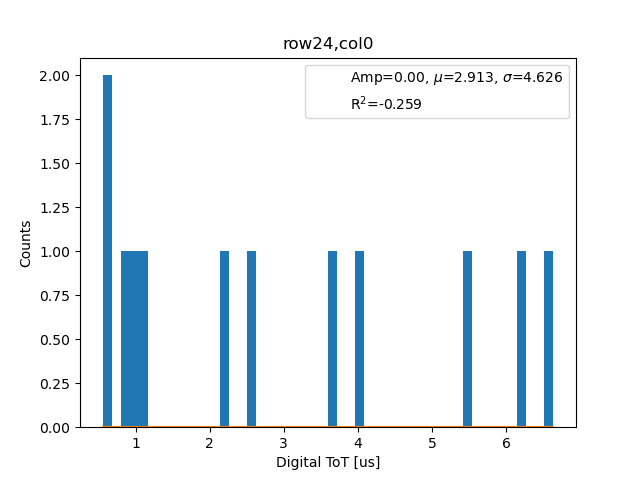 row24,col0
Amp=0.00, μ=2.913, σ=4.626
R²=-0.259
2.00
1.75
1.50
1.25
1.00
0.75
0.50
0.25
0.00
Counts
1 2 3 4 5 6
Digital ToT [us]